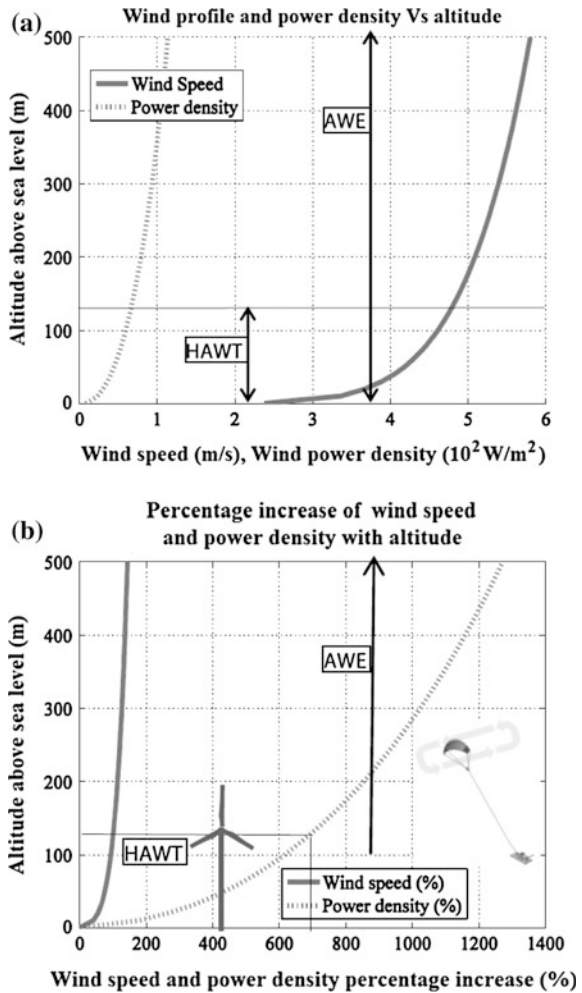 (a)
Wind profile and power density Vs altitude
Altitude above sea level (m)
500
400
300
200
100
0
Wind Speed
Power density
AWE
HAWT
0 1 2 3 4 5 6
Wind speed (m/s), Wind power density (10² W/m²)
(b)
Percentage increase of wind speed
and power density with altitude
Altitude above sea level (m)
500
400
300
200
100
0
AWE
HAWT
Wind speed (%)
Power density (%)
0 200 400 600 800 1000 1200 1400
Wind speed and power density percentage increase (%)